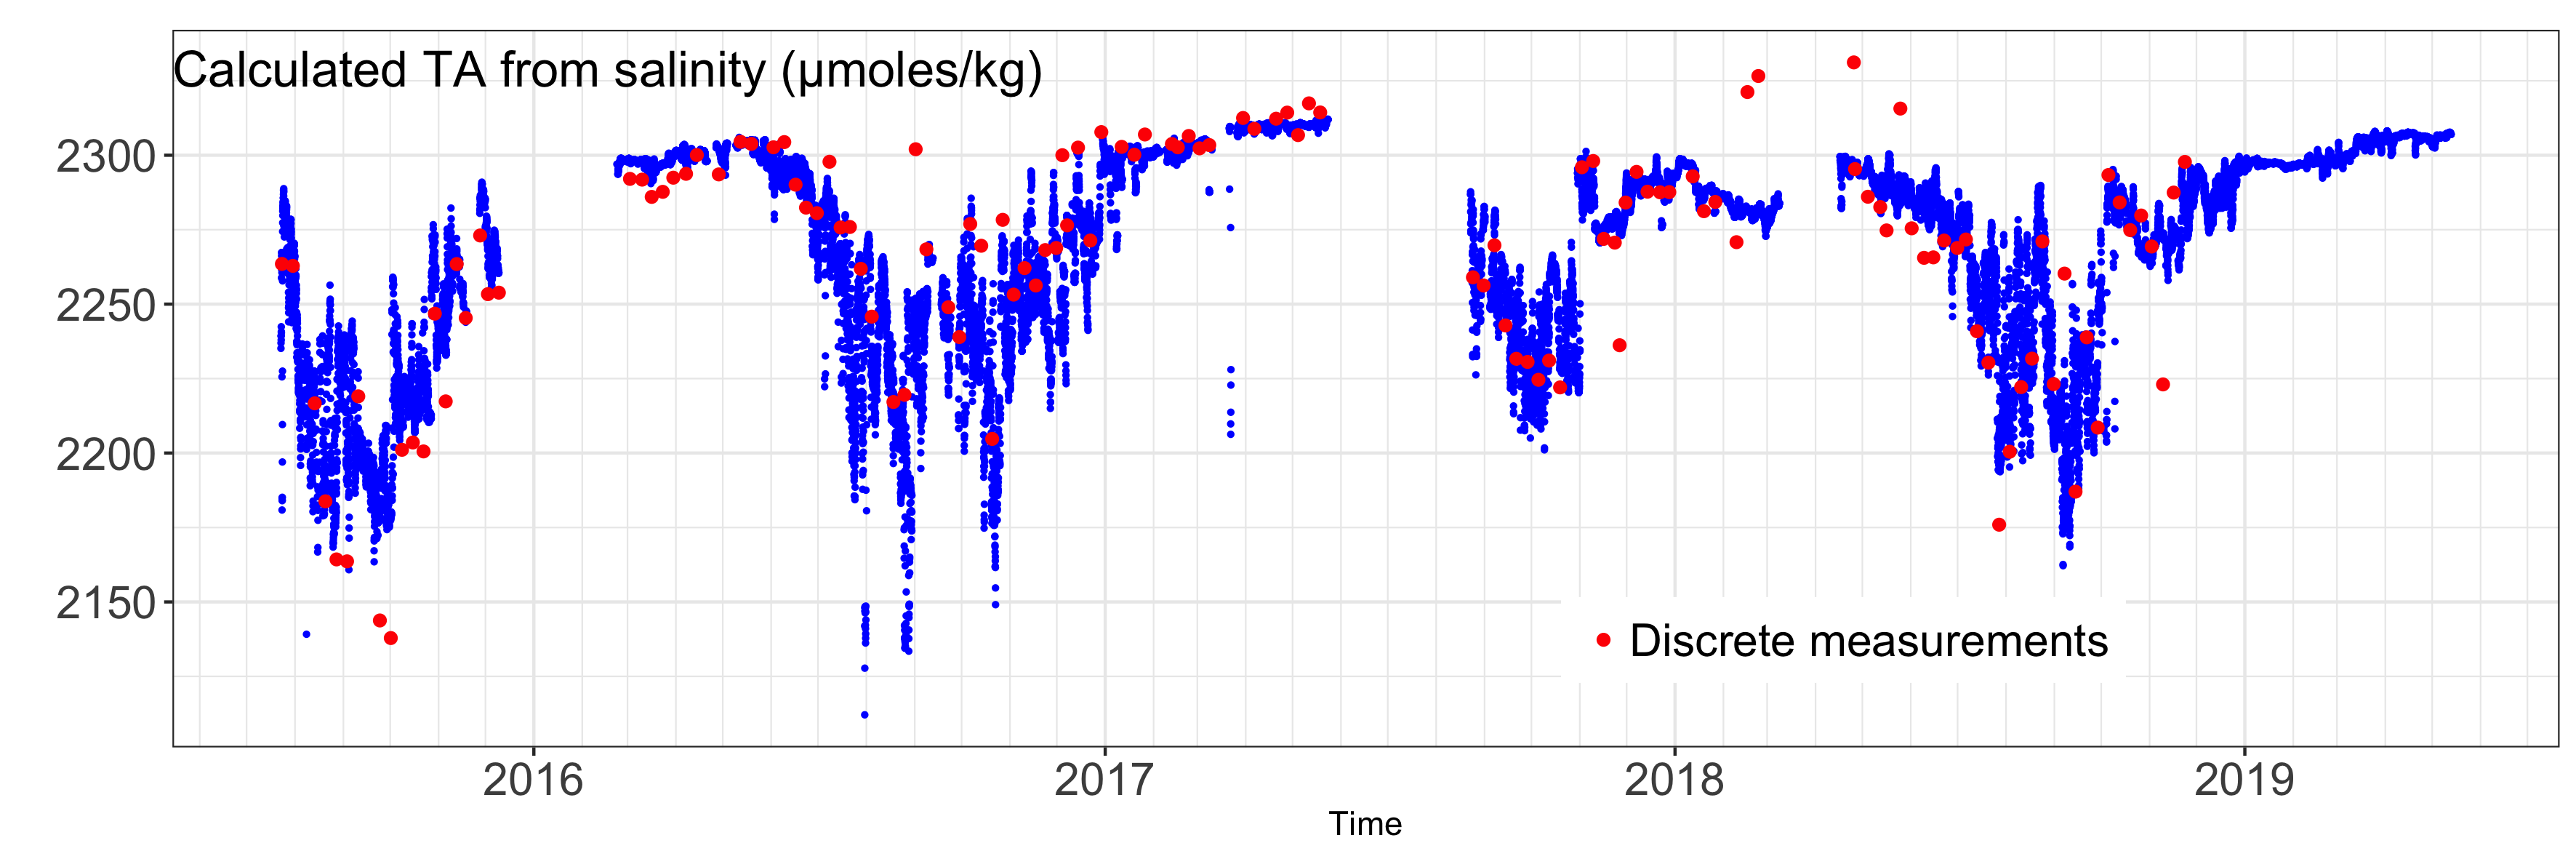 Calculated TA from salinity (μmoles/kg)
2300
2250
2200
2150
Discrete measurements
2016 2017 2018 2019
Time